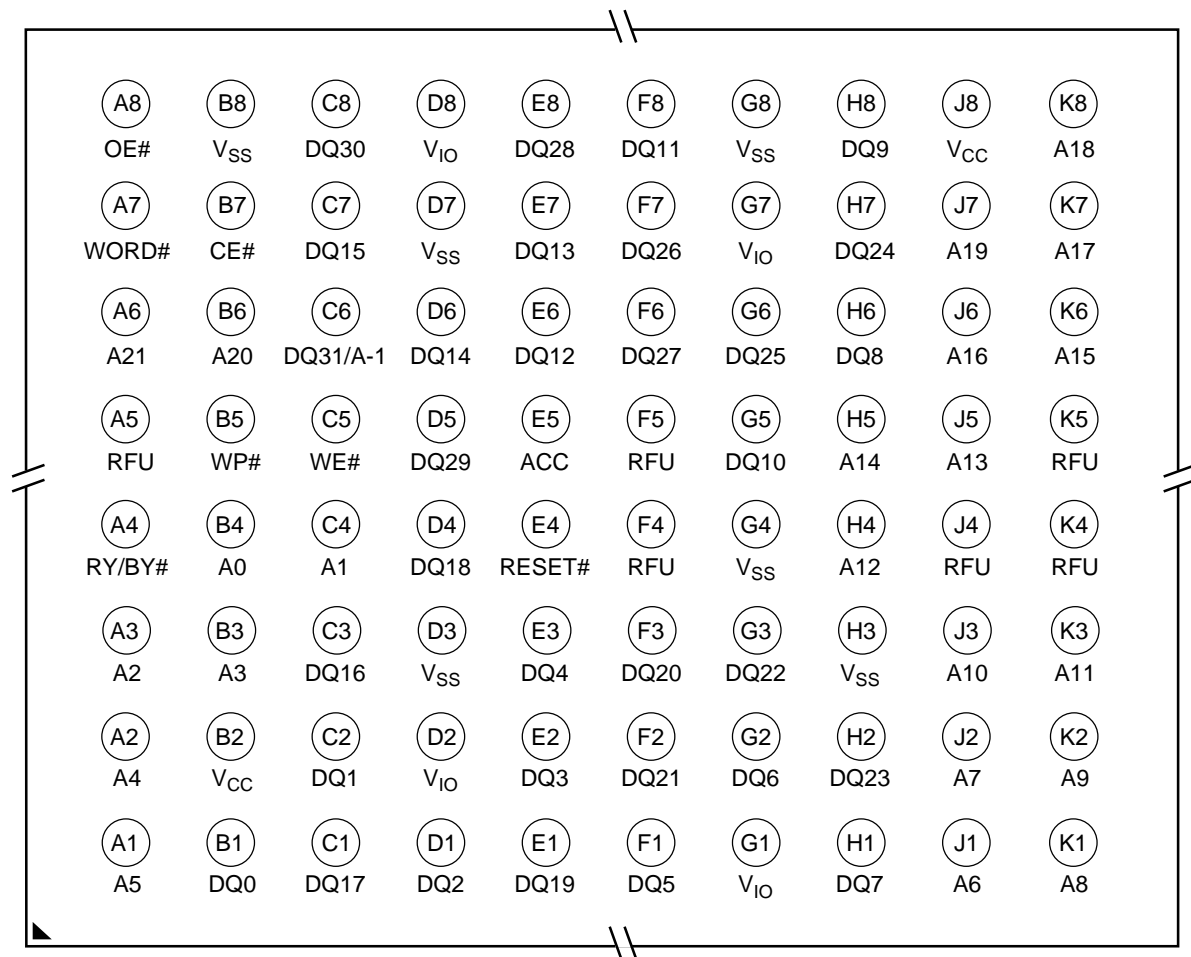 A8 B8 C8 D8 E8 F8 G8 H8 J8 K8
OE# VSS DQ30 VIO DQ28 DQ11 VSS DQ9 VCC A18
A7 B7 C7 D7 E7 F7 G7 H7 J7 K7
WORD# CE# DQ15 VSS DQ13 DQ26 VIO DQ24 A19 A17
A6 B6 C6 D6 E6 F6 G6 H6 J6 K6
A21 A20 DQ31/A-1 DQ14 DQ12 DQ27 DQ25 DQ8 A16 A15
A5 B5 C5 D5 E5 F5 G5 H5 J5 K5
RFU WP# WE# DQ29 ACC RFU DQ10 A14 A13 RFU
A4 B4 C4 D4 E4 F4 G4 H4 J4 K4
RY/BY# A0 A1 DQ18 RESET# RFU VSS A12 RFU RFU
A3 B3 C3 D3 E3 F3 G3 H3 J3 K3
A2 A3 DQ16 VSS DQ4 DQ20 DQ22 VSS A10 A11
A2 B2 C2 D2 E2 F2 G2 H2 J2 K2
A4 VCC DQ1 VIO DQ3 DQ21 DQ6 DQ23 A7 A9
A1 B1 C1 D1 E1 F1 G1 H1 J1 K1
A5 DQ0 DQ17 DQ2 DQ19 DQ5 VIO DQ7 A6 A8